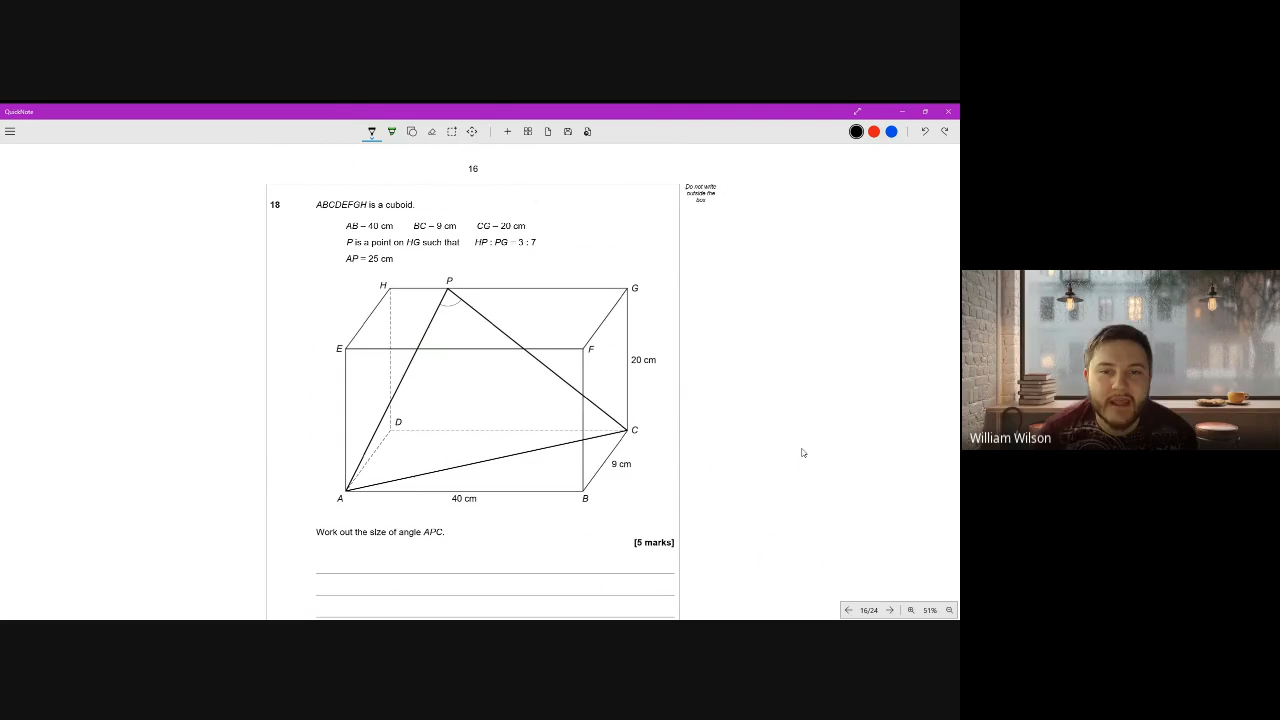 QuickNote
16
Do not write
outside the
box
18 ABCDEFGH is a cuboid.
AB = 40 cm BC = 9 cm CG = 20 cm
P is a point on HG such that HP : PG = 3 : 7
AP = 25 cm
H P G
E F
20 cm
D C
9 cm
A 40 cm B
William Wilson
Work out the size of angle APC.
[5 marks]
16/24 51%